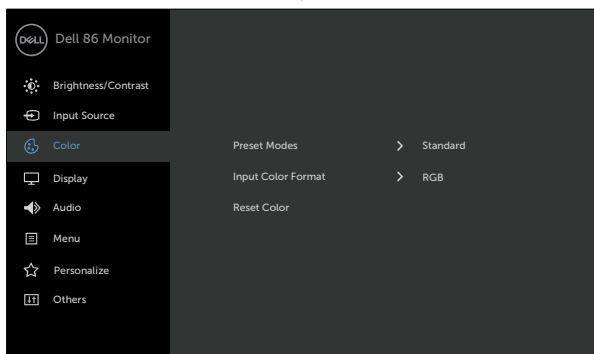 DELL Dell 86 Monitor
Brightness/Contrast
Input Source
Color
Preset Modes > Standard
Display
Input Color Format > RGB
Audio
Reset Color
Menu
Personalize
Others